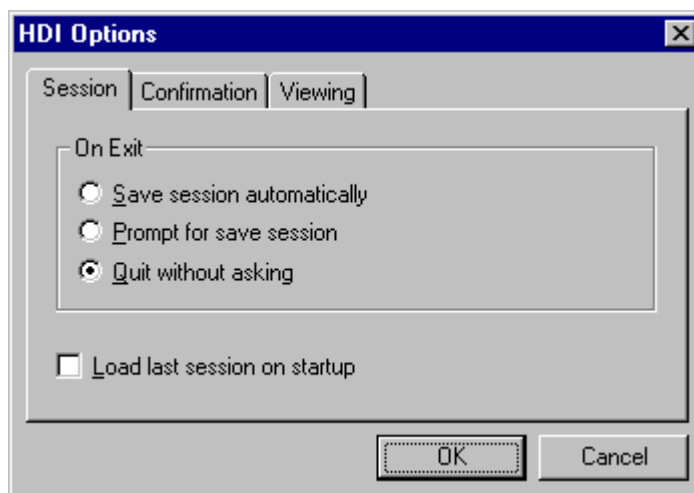 HDI Options
Session Confirmation Viewing
On Exit
Save session automatically
Prompt for save session
Quit without asking
Load last session on startup
OK Cancel